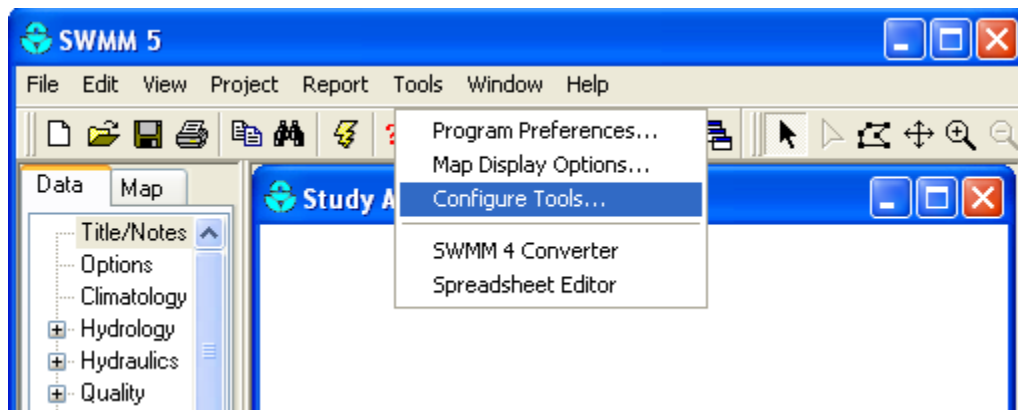 SWMM 5
File Edit View Project Report Tools Window Help
Program Preferences...
Map Display Options...
Configure Tools...
SWMM 4 Converter
Spreadsheet Editor
Data Map
Study A
Title/Notes
Options
Climatology
Hydrology
Hydraulics
Quality